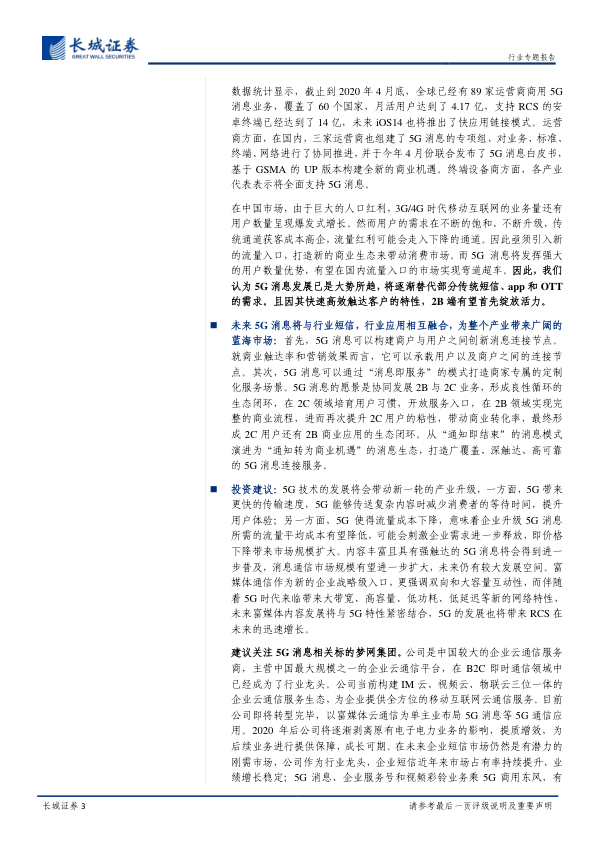 长城证券
GREAT WALL SECURITIES
行业专题报告
数据统计显示，截止到 2020 年 4 月底，全球已经有 89 家运营商商用 5G
消息业务，覆盖了 60 个国家，月活用户达到了 4.17 亿，支持 RCS 的安
卓终端已经达到了 14 亿，未来 iOS14 也将推出了快应用链接模式。运营
商方面，在国内，三家运营商也组建了 5G 消息的专项组，对业务、标准、
终端、网络进行了协同推进，并于今年 4 月份联合发布了 5G 消息白皮书，
基于 GSMA 的 UP 版本构建全新的商业机遇。终端设备商方面，各产业
代表表示将全面支持 5G 消息。
在中国市场，由于巨大的人口红利，3G/4G 时代移动互联网的业务量还有
用户数量呈现爆发式增长。然而用户的需求在不断的饱和、不断升级，传
统通道获客成本高企，流量红利可能会走入下降的通道。因此亟须引入新
的流量入口，打造新的商业生态来带动消费市场。而 5G 消息将发挥强大
的用户数量优势，有望在国内流量入口的市场实现弯道超车。因此，我们
认为 5G 消息发展已是大势所趋，将逐渐替代部分传统短信、app 和 OTT
的需求。且因其快速高效触达客户的特性，2B 端有望首先绽放活力。
■ 未来 5G 消息将与行业短信，行业应用相互融合，为整个产业带来广阔的
蓝海市场：首先，5G 消息可以构建商户与用户之间创新消息连接节点。
就商业触达率和营销效果而言，它可以承载用户以及商户之间的连接节
点。其次，5G 消息可以通过“消息即服务”的模式打造商家专属的定制
化服务场景。5G 消息的愿景是协同发展 2B 与 2C 业务，形成良性循环的
生态闭环，在 2C 领域培育用户习惯，开放服务入口，在 2B 领域实现完
整的商业流程，进而再次提升 2C 用户的粘性，带动商业转化率，最终形
成 2C 用户还有 2B 商业应用的生态闭环。从“通知即结束”的消息模式
演进为“通知转为商业机遇”的消息生态，打造广覆盖、深触达、高可靠
的 5G 消息连接服务。
■ 投资建议：5G 技术的发展将会带动新一轮的产业升级，一方面，5G 带来
更快的传输速度，5G 能够传送复杂内容时减少消费者的等待时间，提升
用户体验；另一方面，5G 使得流量成本下降，意味着企业升级 5G 消息
所需的流量平均成本有望降低，可能会刺激企业需求进一步释放，即价格
下降带来市场规模扩大。内容丰富且具有强触达的 5G 消息将会得到进一
步普及，消息通信市场规模有望进一步扩大，未来仍有较大发展空间。富
媒体通信作为新的企业战略级入口，更强调双向和大容量互动性，而伴随
着 5G 时代来临带来大带宽、高容量、低功耗、低延迟等新的网络特性，
未来富媒体内容发展将与 5G 特性紧密结合，5G 的发展也将带来 RCS 在
未来的迅速增长。
建议关注 5G 消息相关标的梦网集团。公司是中国较大的企业云通信服务
商，主营中国最大规模之一的企业云通信平台，在 B2C 即时通信领域中
已经成为了行业龙头。公司当前构建 IM 云、视频云、物联云三位一体的
企业云通信服务生态，为企业提供全方位的移动互联网云通信服务。目前
公司即将转型完毕，以富媒体云通信为单主业布局 5G 消息等 5G 通信应
用。2020 年后公司将逐渐剥离原有电子电力业务的影响，提质增效，为
后续业务进行提供保障，成长可期。在未来企业短信市场仍然是有潜力的
刚需市场，公司作为行业龙头，企业短信近年来市场占有率持续提升，业
绩增长稳定；5G 消息、企业服务号和视频彩铃业务乘 5G 商用东风，有
长城证券 3
请参考最后一页评级说明及重要声明